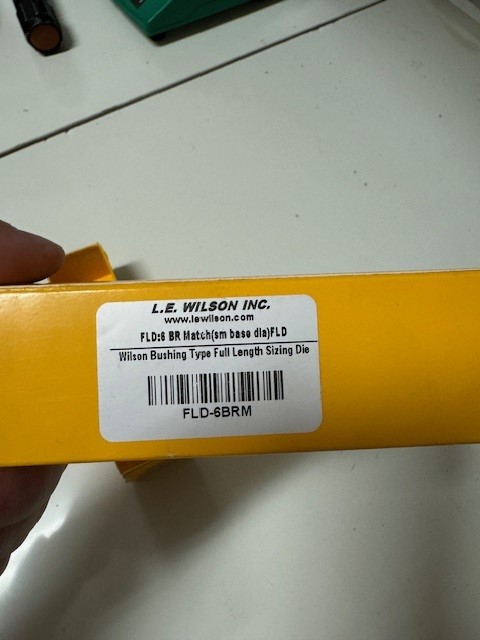 L.E. WILSON INC.
www.lewilson.com
FLD:6 BR Match(sm base dia)FLD
Wilson Bushing Type Full Length Sizing Die
FLD-6BRM